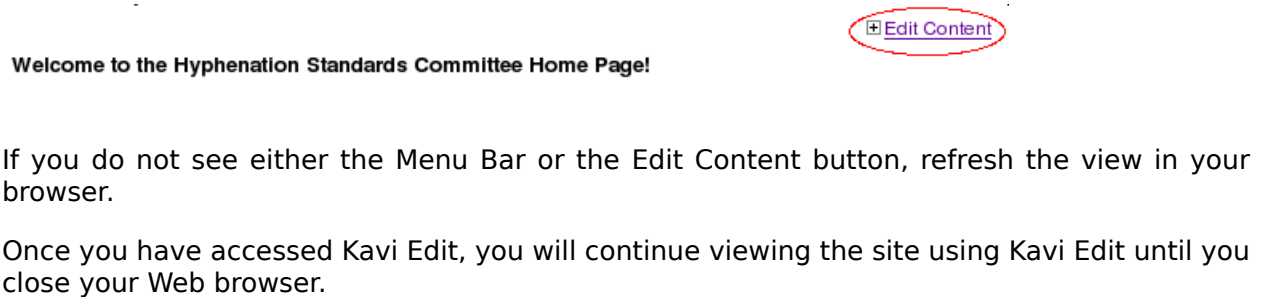 Edit Content
Welcome to the Hyphenation Standards Committee Home Page!
If you do not see either the Menu Bar or the Edit Content button, refresh the view in your
browser.
Once you have accessed Kavi Edit, you will continue viewing the site using Kavi Edit until you
close your Web browser.